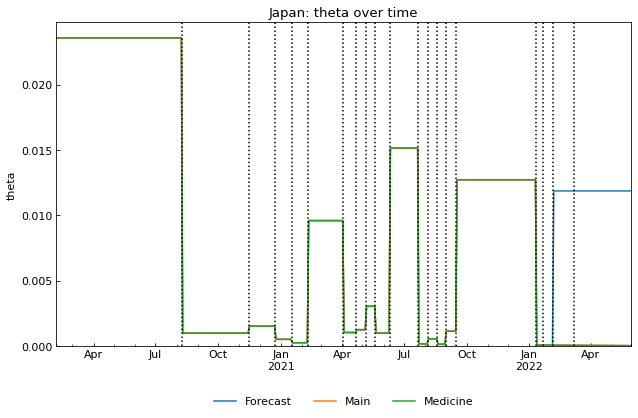 Japan: theta over time
0.020
0.015
theta
0.010
0.005
0.000
Apr Jul Oct Jan Apr Jul Oct Jan Apr
2021 2022
Forecast Main Medicine